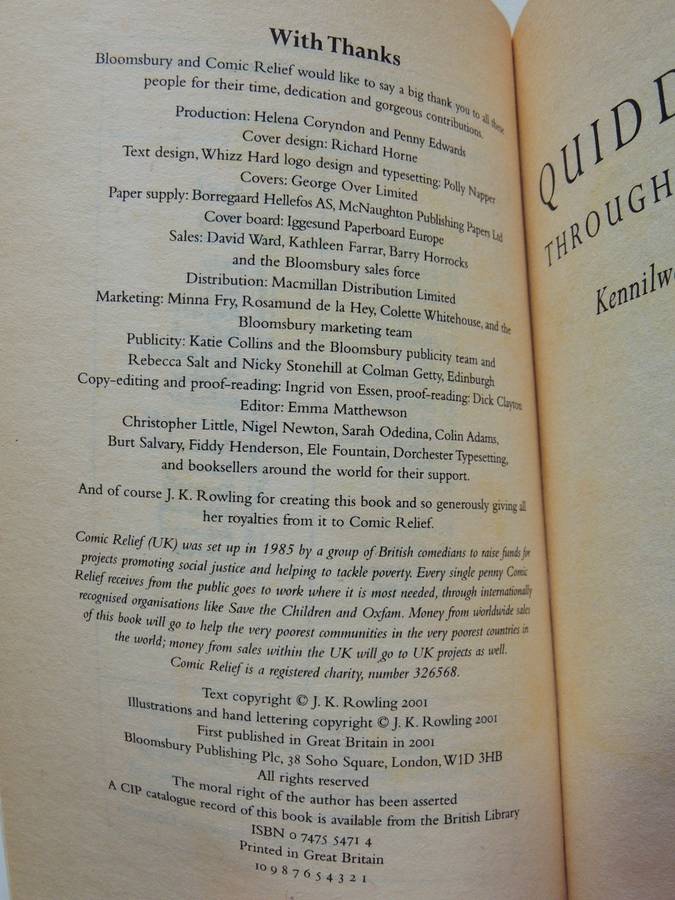 With Thanks
Bloomsbury and Comic Relief would like to say a big thank you to all these
people for their time, dedication and gorgeous contributions.
Production: Helena Coryndon and Penny Edwards
Cover design: Richard Horne
Text design, Whizz Hard logo design and typesetting: Polly Napper
Covers: George Over Limited
Paper supply: Borregaard Hellefos AS, McNaughton Publishing Papers Ltd
Cover board: Iggesund Paperboard Europe
Sales: David Ward, Kathleen Farrar, Barry Horrocks
and the Bloomsbury sales force
Distribution: Macmillan Distribution Limited
Marketing: Minna Fry, Rosamund de la Hey, Colette Whitehouse, and the
Bloomsbury marketing team
Publicity: Katie Collins and the Bloomsbury publicity team and
Rebecca Salt and Nicky Stonehill at Colman Getty, Edinburgh
Copy-editing and proof-reading: Ingrid von Essen, proof-reading: Dick Clayton
Editor: Emma Matthewson
Christopher Little, Nigel Newton, Sarah Odedina, Colin Adams,
Burt Salvary, Fiddy Henderson, Ele Fountain, Dorchester Typesetting,
and booksellers around the world for their support.
And of course J. K. Rowling for creating this book and so generously giving all
her royalties from it to Comic Relief.
Comic Relief (UK) was set up in 1985 by a group of British comedians to raise funds for
projects promoting social justice and helping to tackle poverty. Every single penny Comic
Relief receives from the public goes to work where it is most needed, through internationally
recognised organisations like Save the Children and Oxfam. Money from worldwide sales
of this book will go to help the very poorest communities in the very poorest countries in
the world; money from sales within the UK will go to UK projects as well.
Comic Relief is a registered charity, number 326568.
Text copyright © J. K. Rowling 2001
Illustrations and hand lettering copyright © J. K. Rowling 2001
First published in Great Britain in 2001
Bloomsbury Publishing Plc, 38 Soho Square, London, W1D 3HB
All rights reserved
The moral right of the author has been asserted
A CIP catalogue record of this book is available from the British Library
ISBN 0 7475 5471 4
Printed in Great Britain
10 9 8 7 6 5 4 3 2 1
QUIDD
THROUGH
Kennilwo